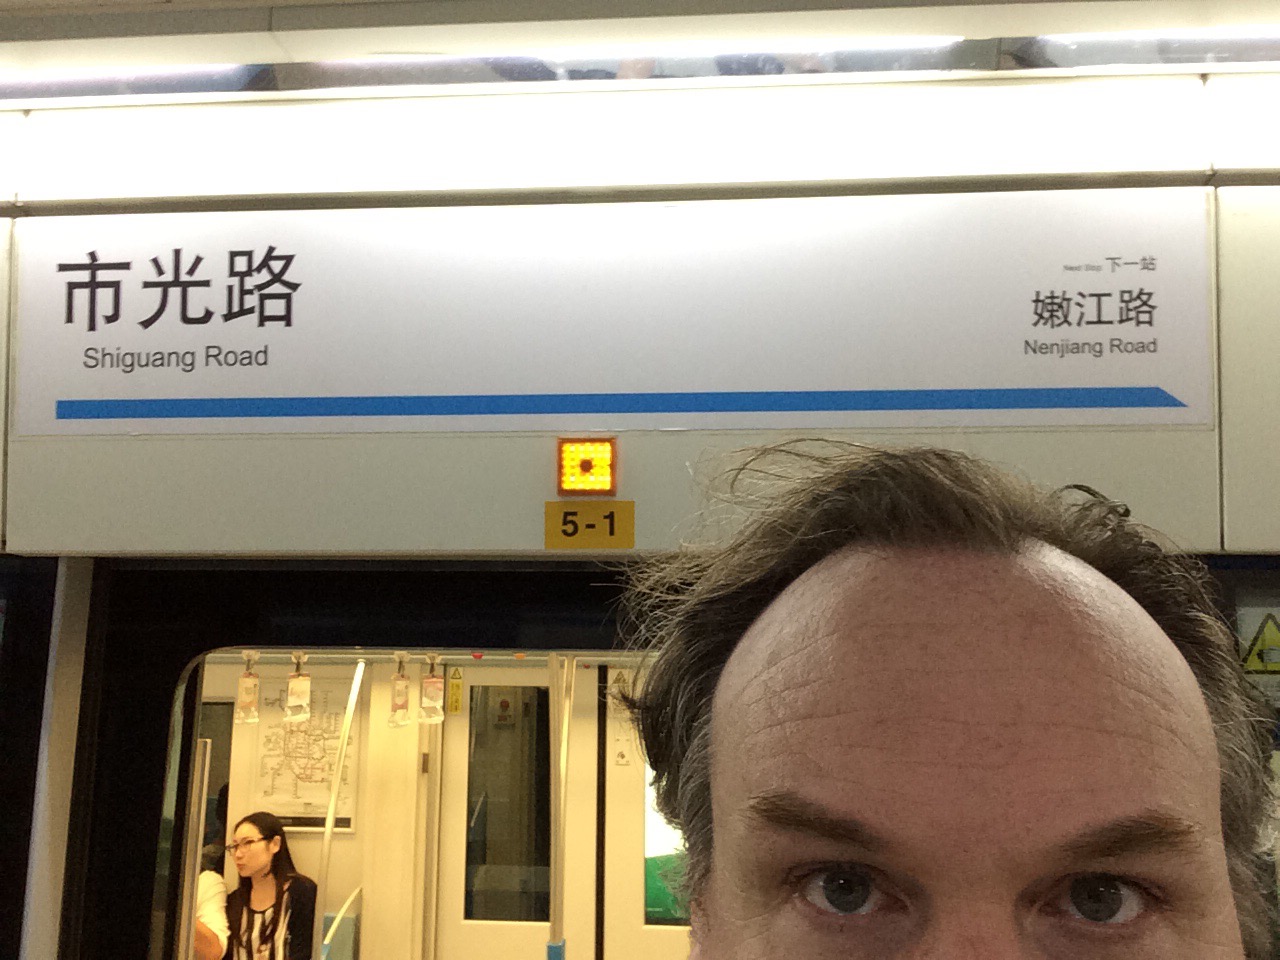 市光路
Shiguang Road
Next Stop 下一站
嫩江路
Nenjiang Road
5-1